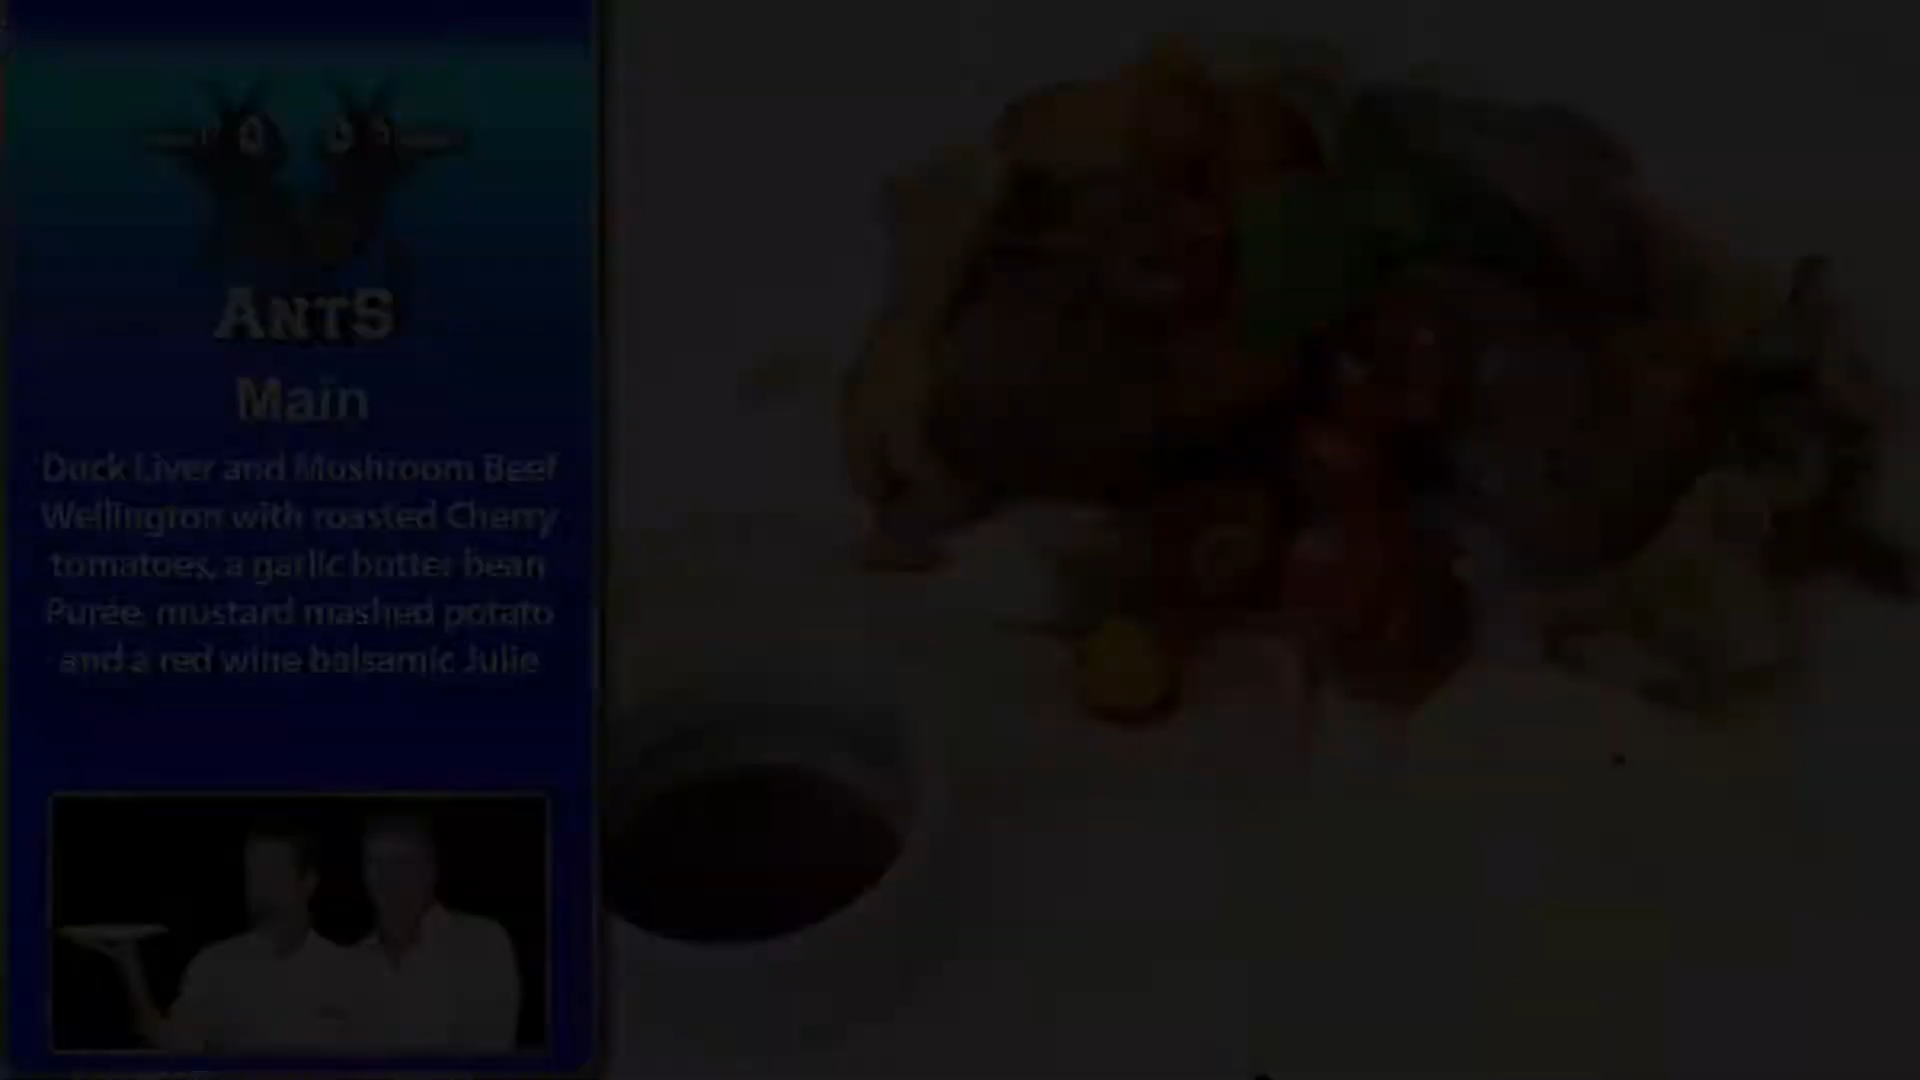 ANTS
Main
Duck Liver and Mushroom Beef
Wellington with roasted Cherry
tomatoes, a garlic butter bean
Purée, mustard mashed potato
and a red wine balsamic Julie